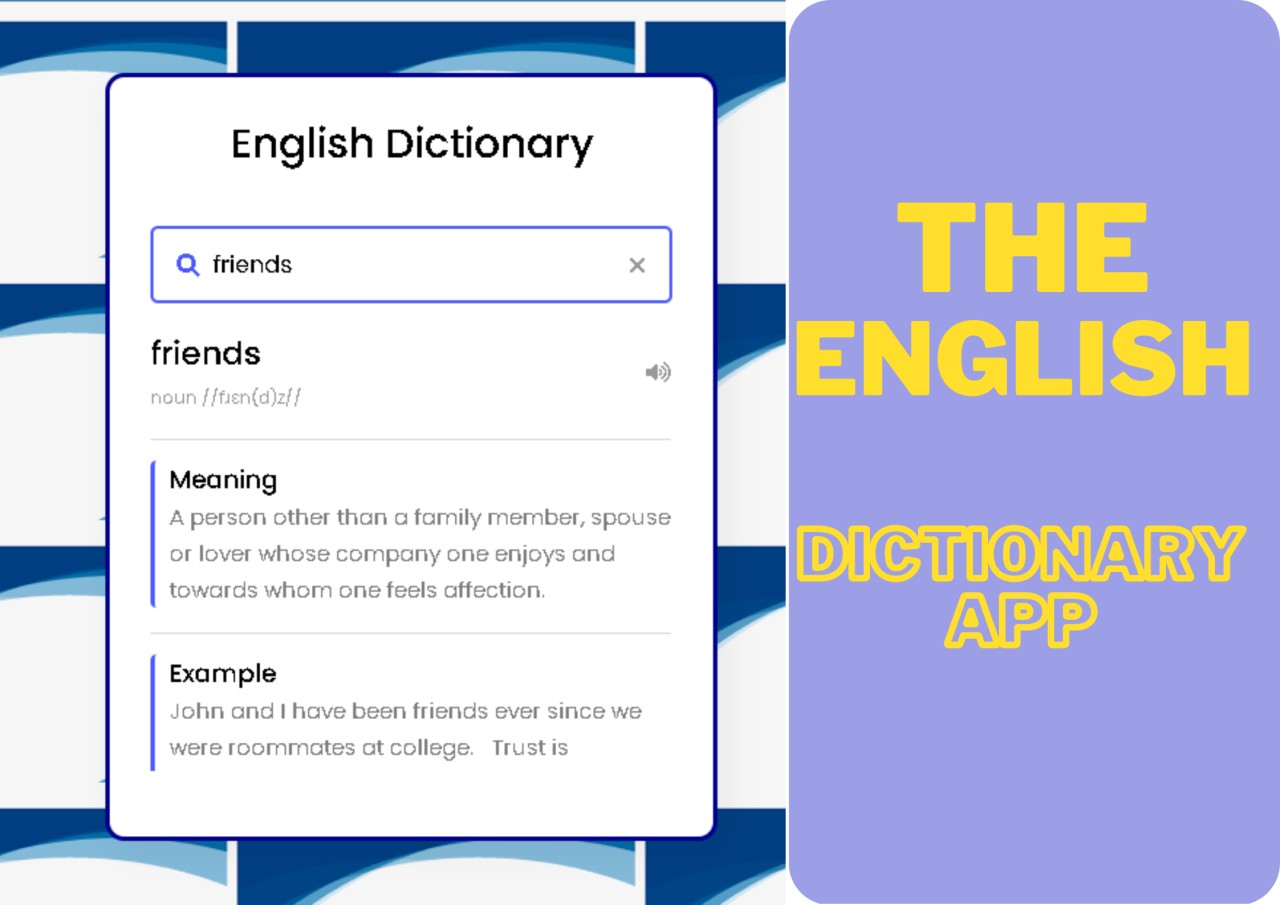 English Dictionary
friends
friends
noun //fɹɛn(d)z//
Meaning
A person other than a family member, spouse
or lover whose company one enjoys and
towards whom one feels affection.
Example
John and I have been friends ever since we
were roommates at college. Trust is
THE
ENGLISH
DICTIONARY
APP